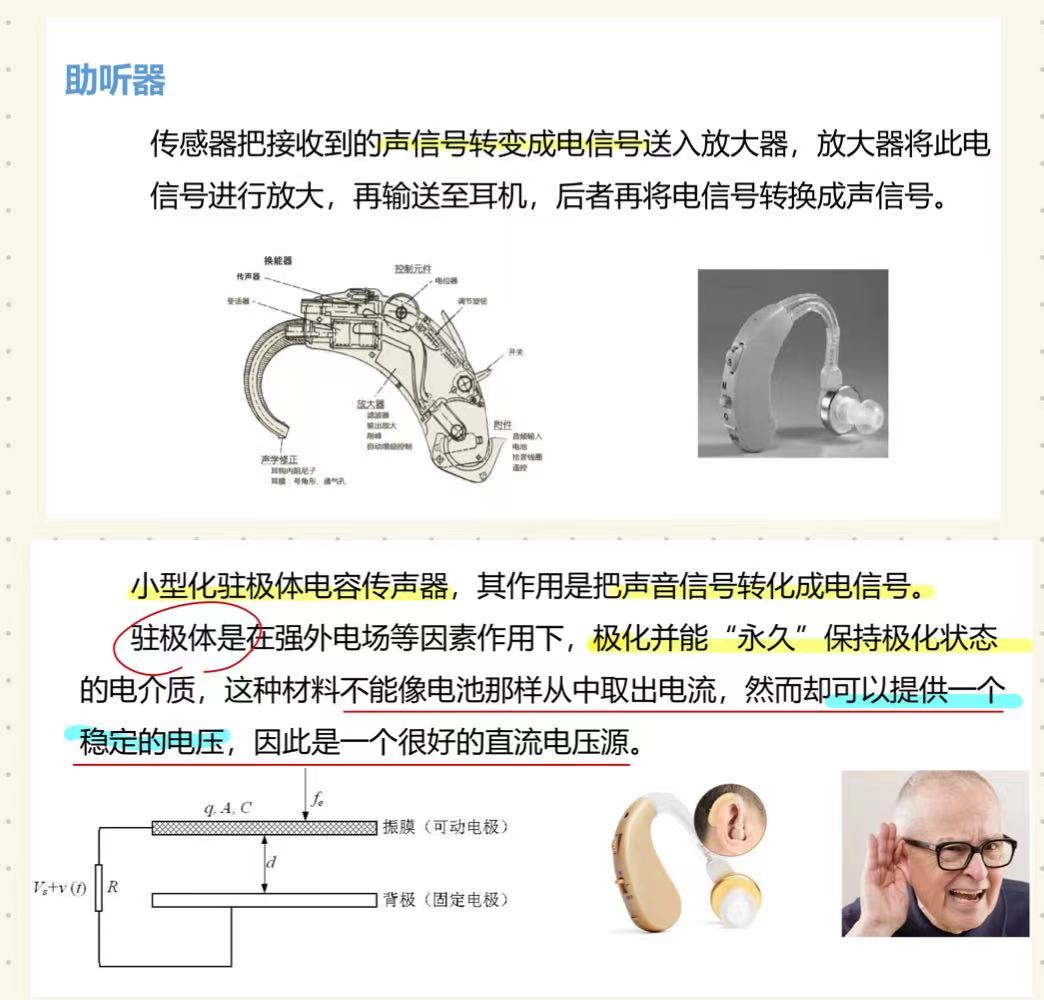 助听器
传感器把接收到的声信号转变成电信号送入放大器，放大器将此电
信号进行放大，再输送至耳机，后者再将电信号转换成声信号。
换能器
传声器
受话器
控制元件
电位器
调节旋钮
开关
放大器
滤波器
输出放大
削峰
自动增益控制
附件
音频输入
电池
拾音线圈
遥控
声学修正
耳钩内阻尼子
耳膜：号角形、通气孔
小型化驻极体电容传声器，其作用是把声音信号转化成电信号。
驻极体是在强外电场等因素作用下，极化并能“永久”保持极化状态
的电介质，这种材料不能像电池那样从中取出电流，然而却可以提供一个
稳定的电压，因此是一个很好的直流电压源。
q, A, C
fe
振膜（可动电极）
d
Vs+v (t)
R
背极（固定电极）